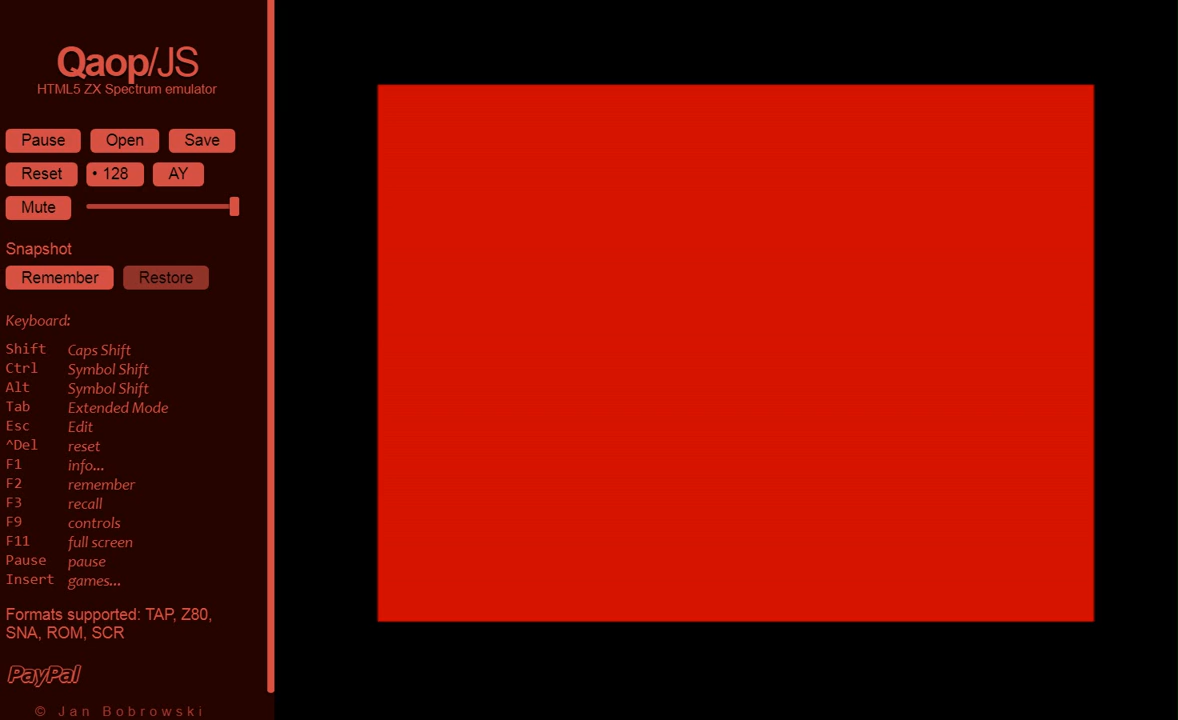 Qaop/JS
HTML5 ZX Spectrum emulator
Pause Open Save
Reset • 128 AY
Mute
Snapshot
Remember Restore
Keyboard:
Shift Caps Shift
Ctrl Symbol Shift
Alt Symbol Shift
Tab Extended Mode
Esc Edit
^Del reset
F1 info...
F2 remember
F3 recall
F9 controls
F11 full screen
Pause pause
Insert games...
Formats supported: TAP, Z80,
SNA, ROM, SCR
PayPal
© Jan Bobrowski